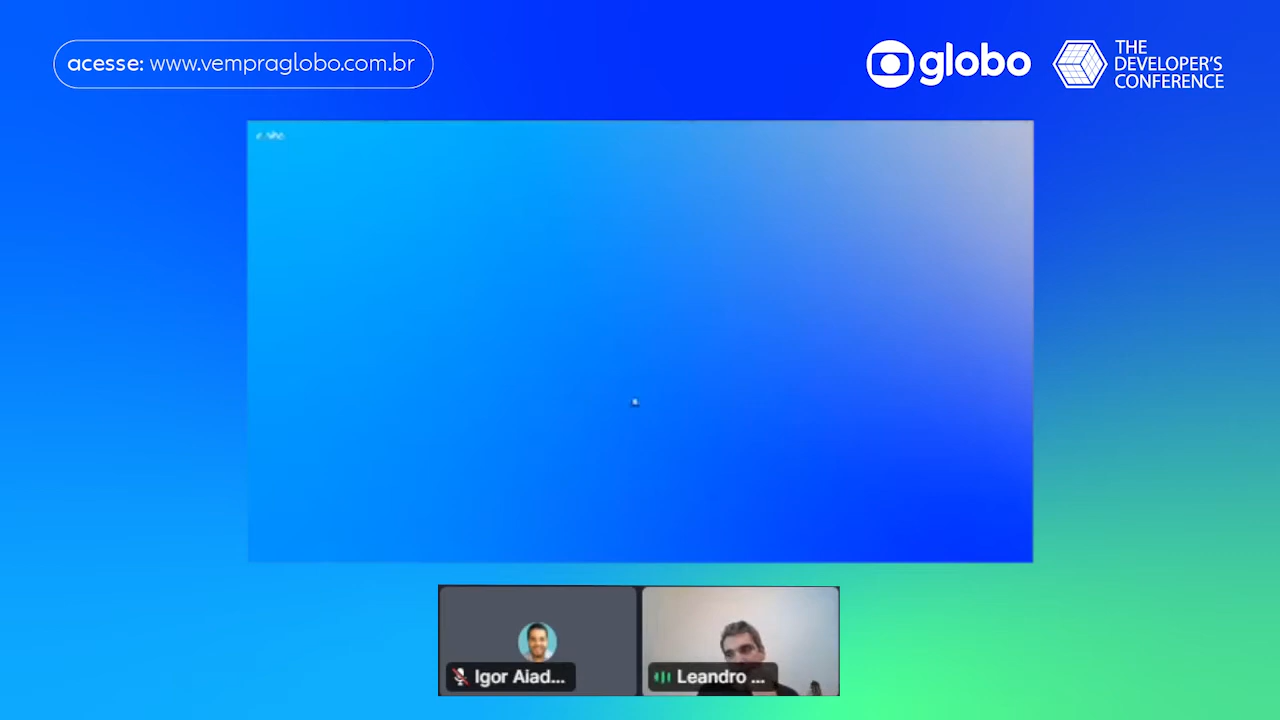 acesse: www.vempraglobo.com.br
globo
THE
DEVELOPER'S
CONFERENCE
Igor Aiad...
Leandro ...